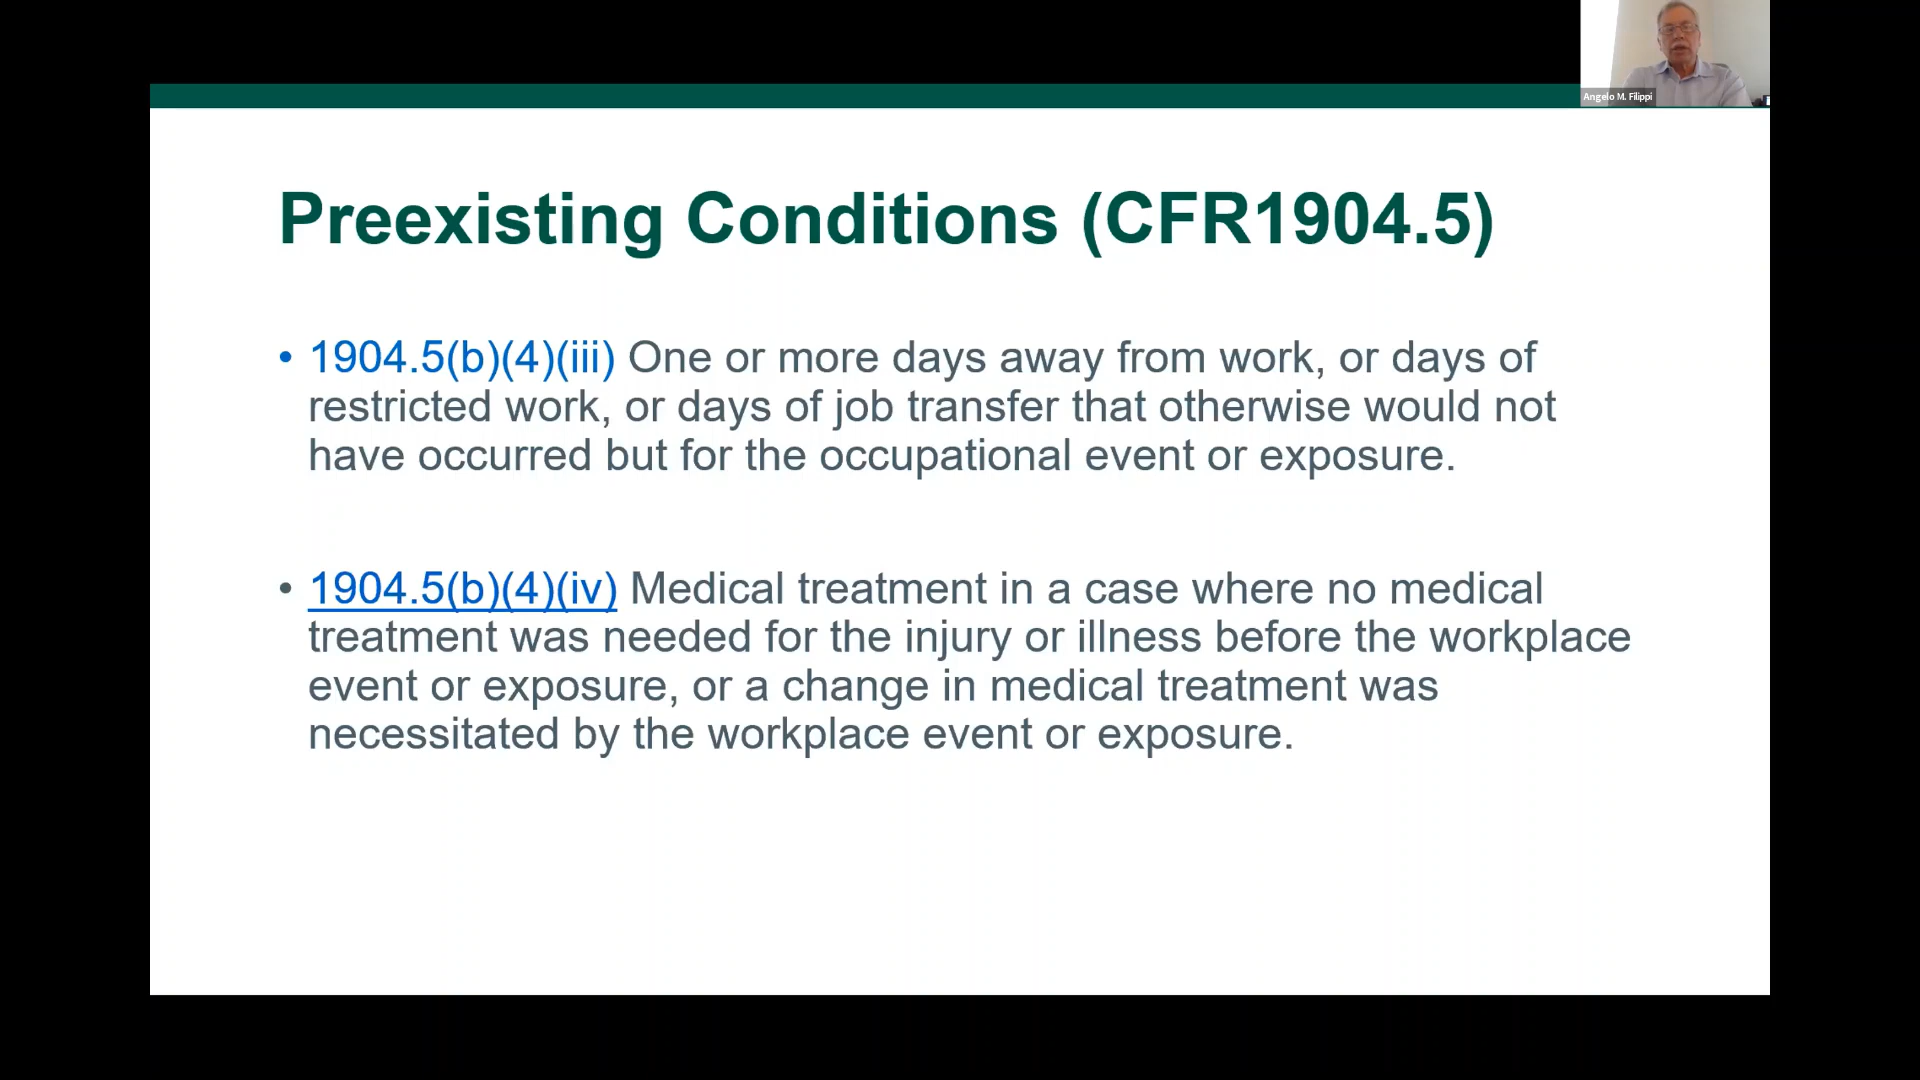 Angelo M. Filippi
Preexisting Conditions (CFR1904.5)
• 1904.5(b)(4)(iii) One or more days away from work, or days of
restricted work, or days of job transfer that otherwise would not
have occurred but for the occupational event or exposure.
• 1904.5(b)(4)(iv) Medical treatment in a case where no medical
treatment was needed for the injury or illness before the workplace
event or exposure, or a change in medical treatment was
necessitated by the workplace event or exposure.